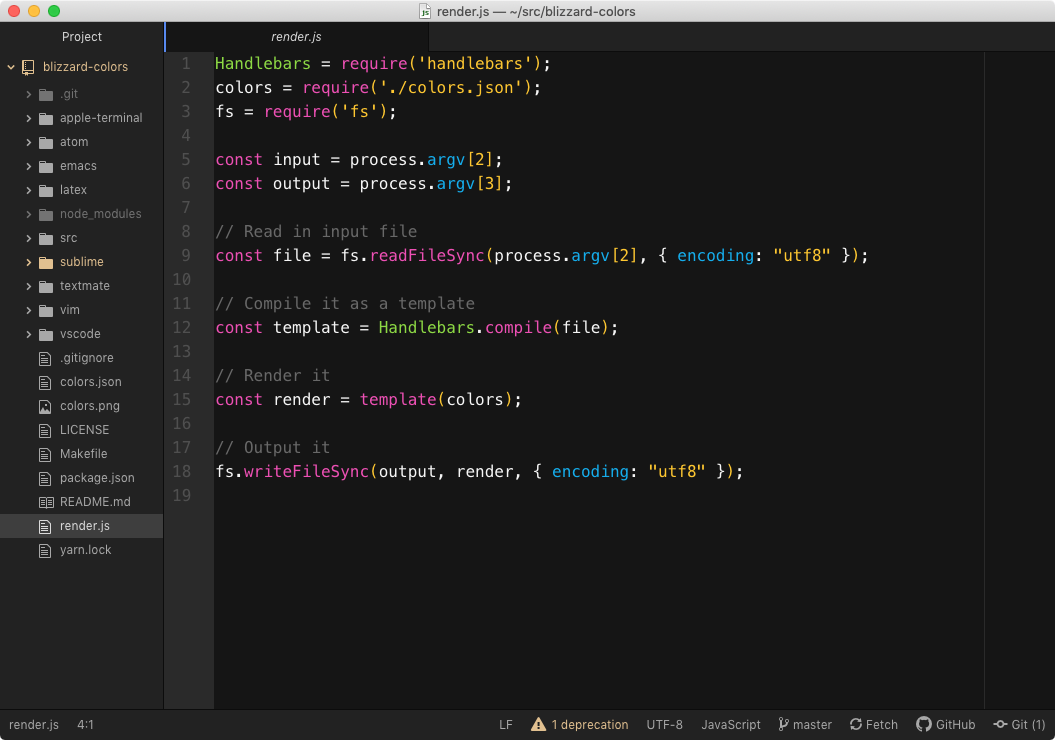 render.js — ~/src/blizzard-colors
Project
render.js
blizzard-colors
.git
apple-terminal
atom
emacs
latex
node_modules
src
sublime
textmate
vim
vscode
.gitignore
colors.json
colors.png
LICENSE
Makefile
package.json
README.md
render.js
yarn.lock
1 Handlebars = require('handlebars');
2 colors = require('./colors.json');
3 fs = require('fs');
4
5 const input = process.argv[2];
6 const output = process.argv[3];
7
8 // Read in input file
9 const file = fs.readFileSync(process.argv[2], { encoding: "utf8" });
10
11 // Compile it as a template
12 const template = Handlebars.compile(file);
13
14 // Render it
15 const render = template(colors);
16
17 // Output it
18 fs.writeFileSync(output, render, { encoding: "utf8" });
19
render.js 4:1 LF 1 deprecation UTF-8 JavaScript master Fetch GitHub Git (1)